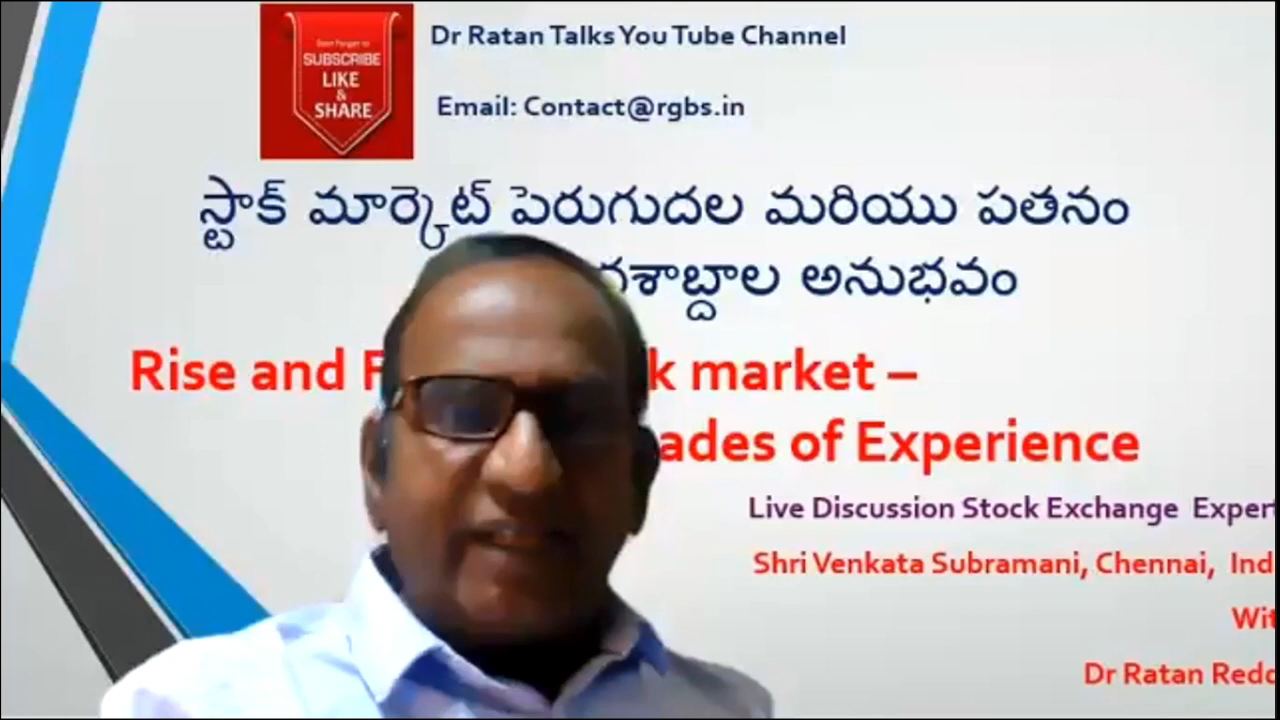 Dont Forget to
SUBSCRIBE
LIKE
&
SHARE
Dr Ratan Talks You Tube Channel
Email: Contact@rgbs.in
స్టాక్ మార్కెట్ పెరుగుదల మరియు పతనం
దశాబ్దాల అనుభవం
Rise and F k market –
ades of Experience
Live Discussion Stock Exchange Expert
Shri Venkata Subramani, Chennai, Ind
Wit
Dr Ratan Redd